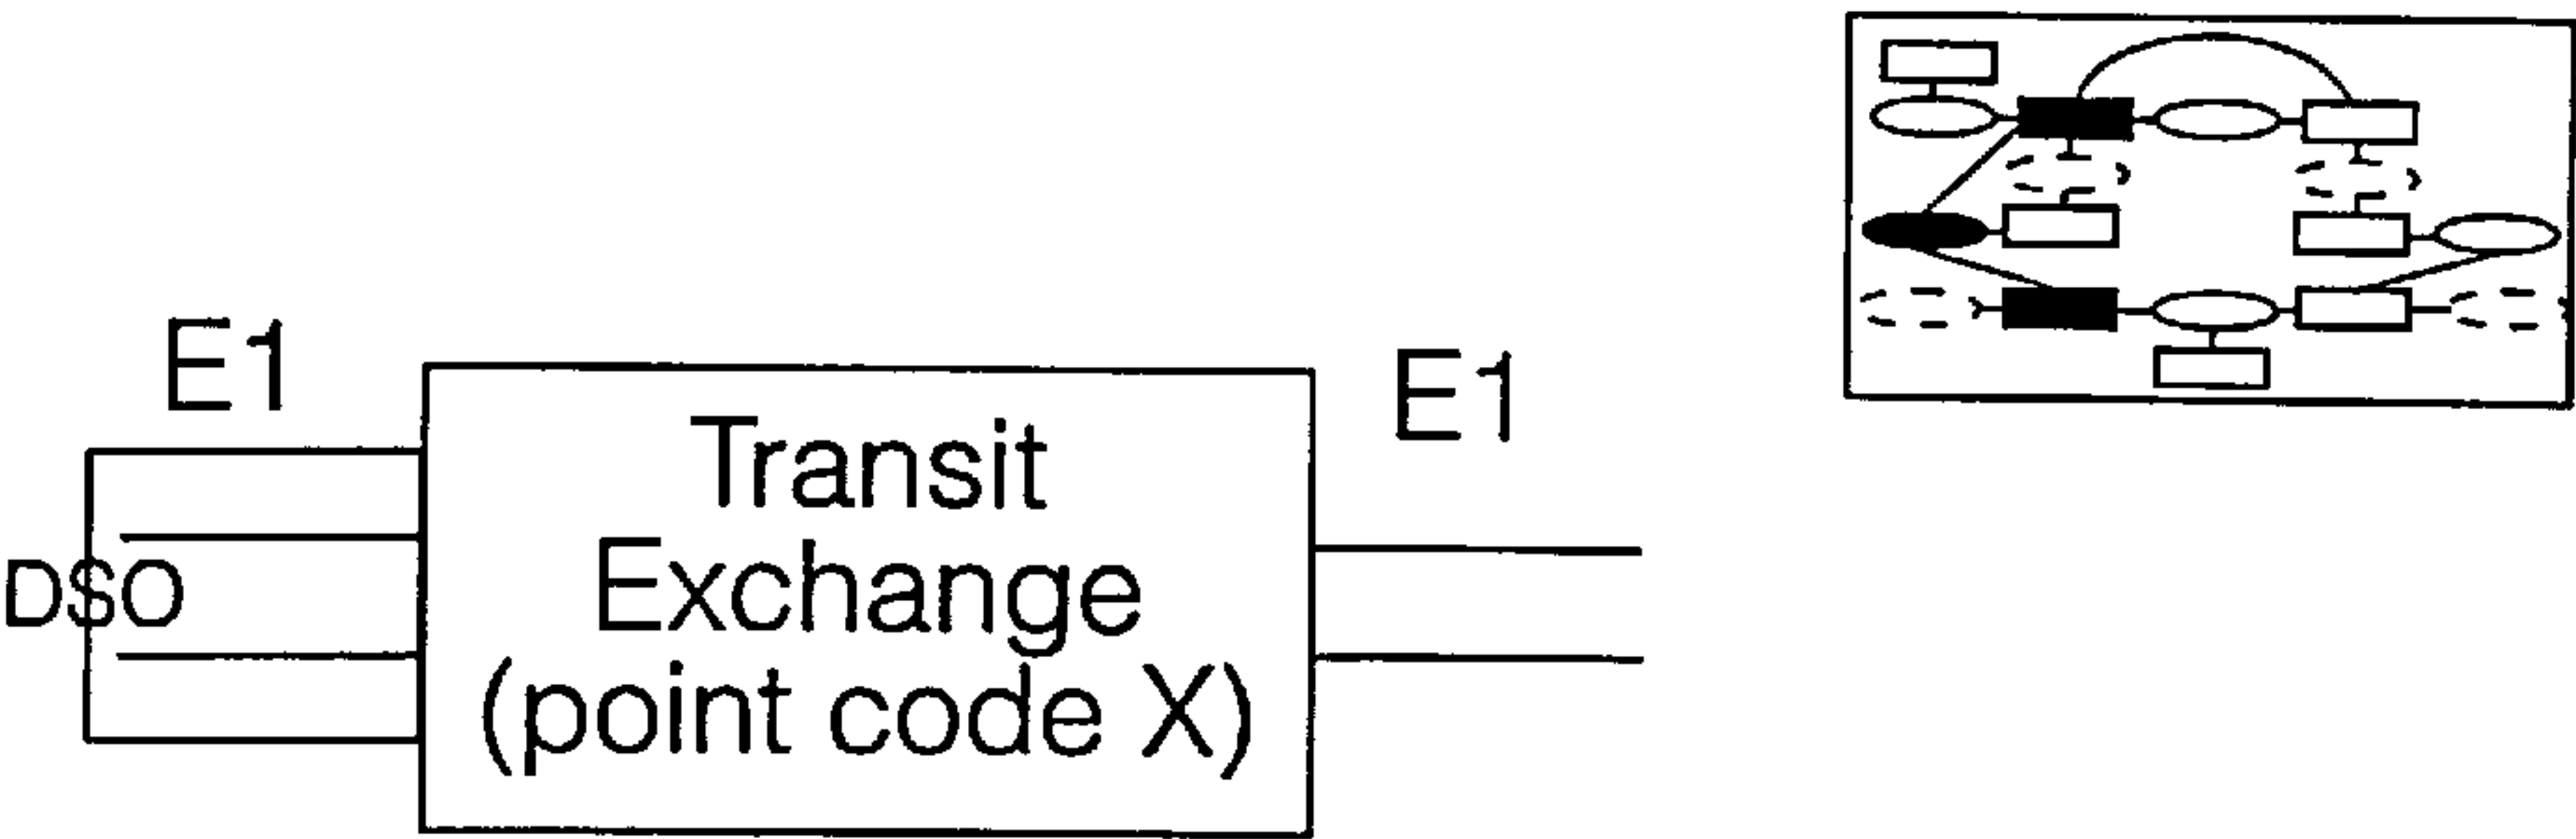 E1
E1
Transit
Exchange
(point code X)
DSO